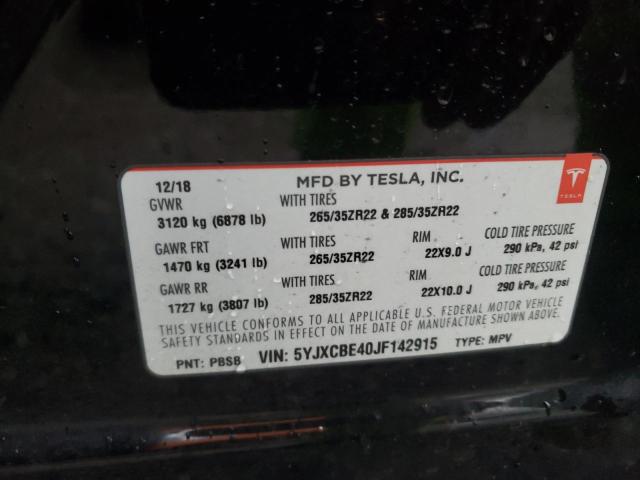 12/18 MFD BY TESLA, INC.
GVWR WITH TIRES
3120 kg (6878 lb) 265/35ZR22 & 285/35ZR22
GAWR FRT WITH TIRES RIM COLD TIRE PRESSURE
1470 kg (3241 lb) 265/35ZR22 22X9.0 J 290 kPa, 42 psi
GAWR RR WITH TIRES RIM COLD TIRE PRESSURE
1727 kg (3807 lb) 285/35ZR22 22X10.0 J 290 kPa, 42 psi
THIS VEHICLE CONFORMS TO ALL APPLICABLE U.S. FEDERAL MOTOR VEHICLE
SAFETY STANDARDS IN EFFECT ON THE DATE OF MANUFACTURE SHOWN ABOVE.
PNT: PBSB VIN: 5YJXCBE40JF142915 TYPE: MPV
TESLA